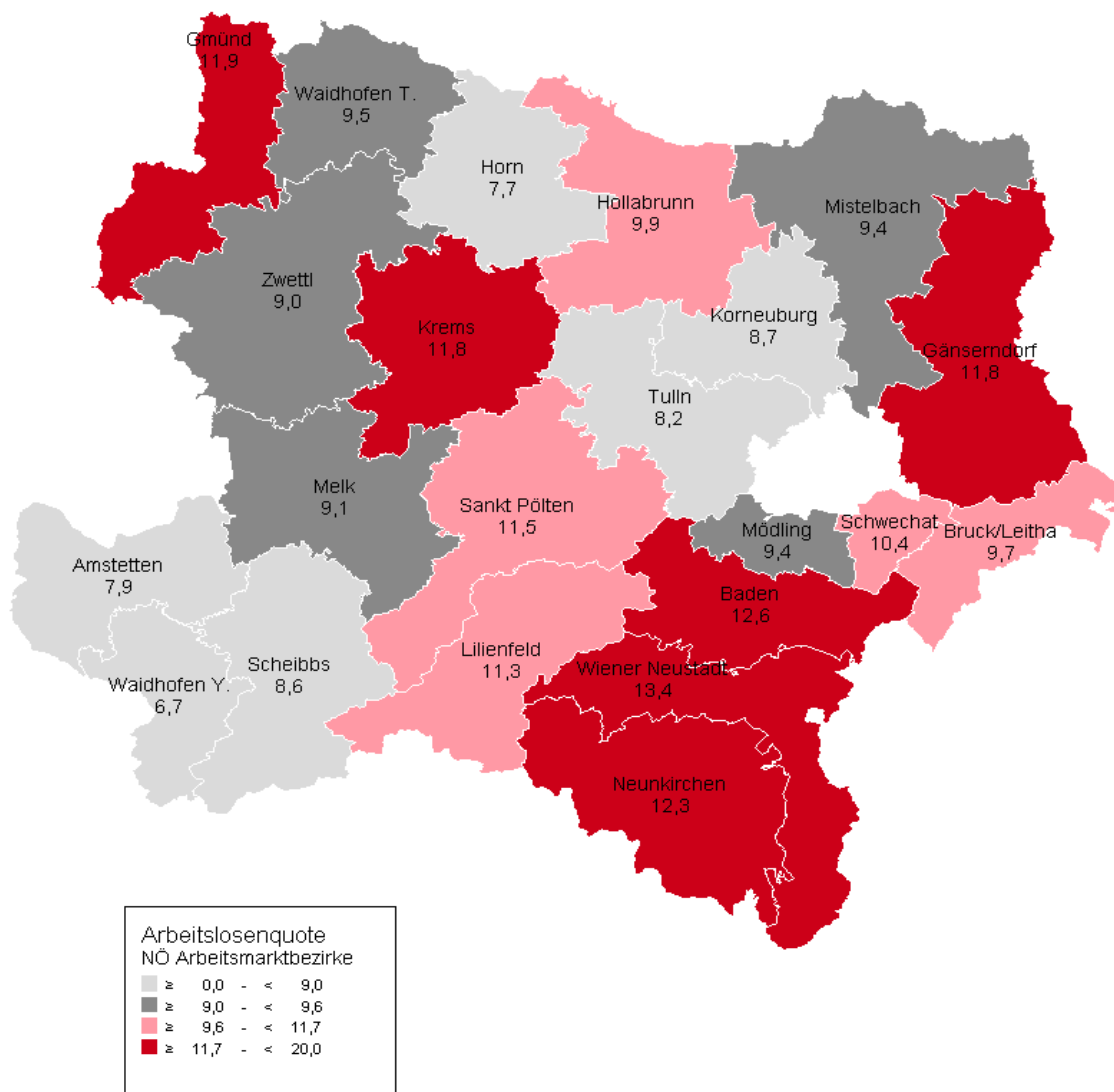 Gmünd
11,9
Waidhofen T.
9,5
Horn
7,7
Hollabrunn
9,9
Mistelbach
9,4
Zwettl
9,0
Krems
11,8
Korneuburg
8,7
Gänserndorf
11,8
Tulln
8,2
Melk
9,1
Sankt Pölten
11,5
Mödling
9,4
Schwechat
10,4
Bruck/Leitha
9,7
Amstetten
7,9
Baden
12,6
Lilienfeld
11,3
Scheibbs
8,6
Waidhofen Y.
6,7
Wiener Neustadt
13,4
Neunkirchen
12,3
Arbeitslosenquote
NÖ Arbeitsmarktbezirke
≥ 0,0 - < 9,0
≥ 9,0 - < 9,6
≥ 9,6 - < 11,7
≥ 11,7 - < 20,0